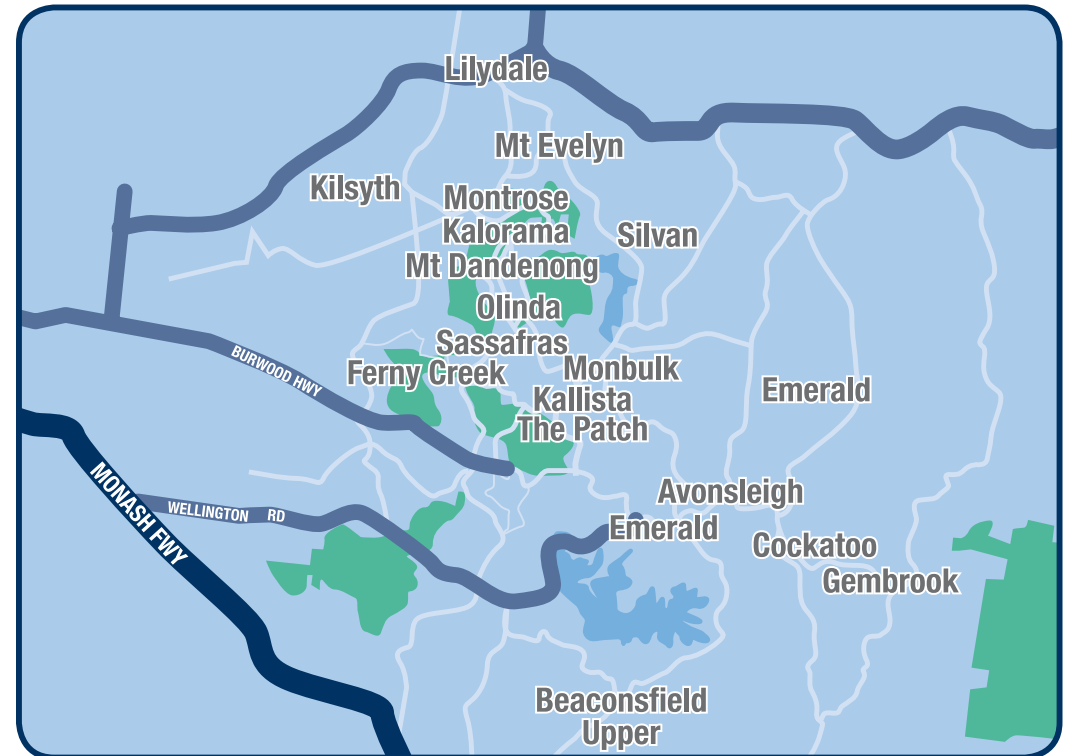 Lilydale
Mt Evelyn
Kilsyth
Montrose
Kalorama
Silvan
Mt Dandenong
Olinda
Sassafras
BURWOOD HWY
Ferny Creek
Monbulk
Emerald
Kallista
The Patch
MONASH FWY
WELLINGTON RD
Avonsleigh
Emerald
Cockatoo
Gembrook
Beaconsfield
Upper